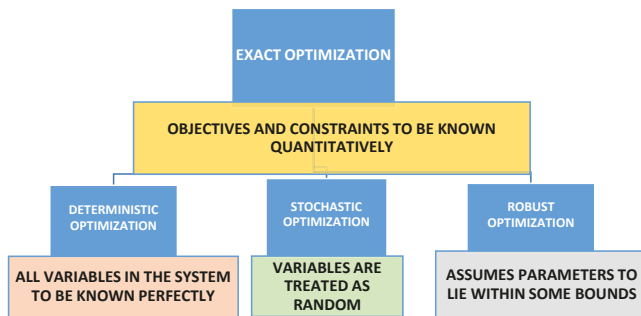 EXACT OPTIMIZATION
OBJECTIVES AND CONSTRAINTS TO BE KNOWN
QUANTITATIVELY
DETERMINISTIC
OPTIMIZATION
ALL VARIABLES IN THE SYSTEM
TO BE KNOWN PERFECTLY
STOCHASTIC
OPTIMIZATION
VARIABLES ARE
TREATED AS
RANDOM
ROBUST
OPTIMIZATION
ASSUMES PARAMETERS TO
LIE WITHIN SOME BOUNDS